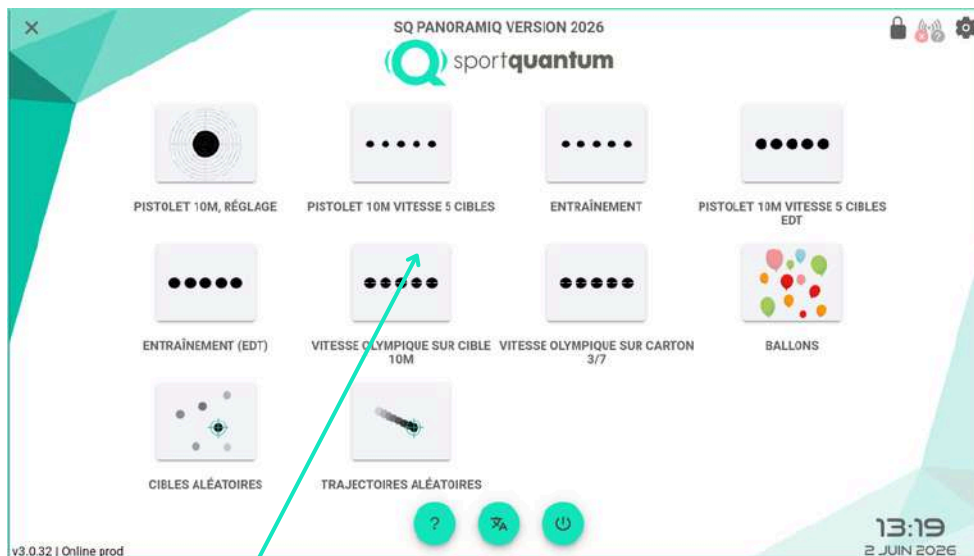 SQ PANORAMIQ VERSION 2026
sportquantum
PISTOLET 10M, RÉGLAGE
PISTOLET 10M VITESSE 5 CIBLES
ENTRAÎNEMENT
PISTOLET 10M VITESSE 5 CIBLES
EDT
ENTRAÎNEMENT (EDT)
VITESSE OLYMPIQUE SUR CIBLE
10M
VITESSE OLYMPIQUE SUR CARTON
3/7
BALLONS
CIBLES ALÉATOIRES
TRAJECTOIRES ALÉATOIRES
?
v3.0.32 | Online prod
13:19
2 JUIN 2026